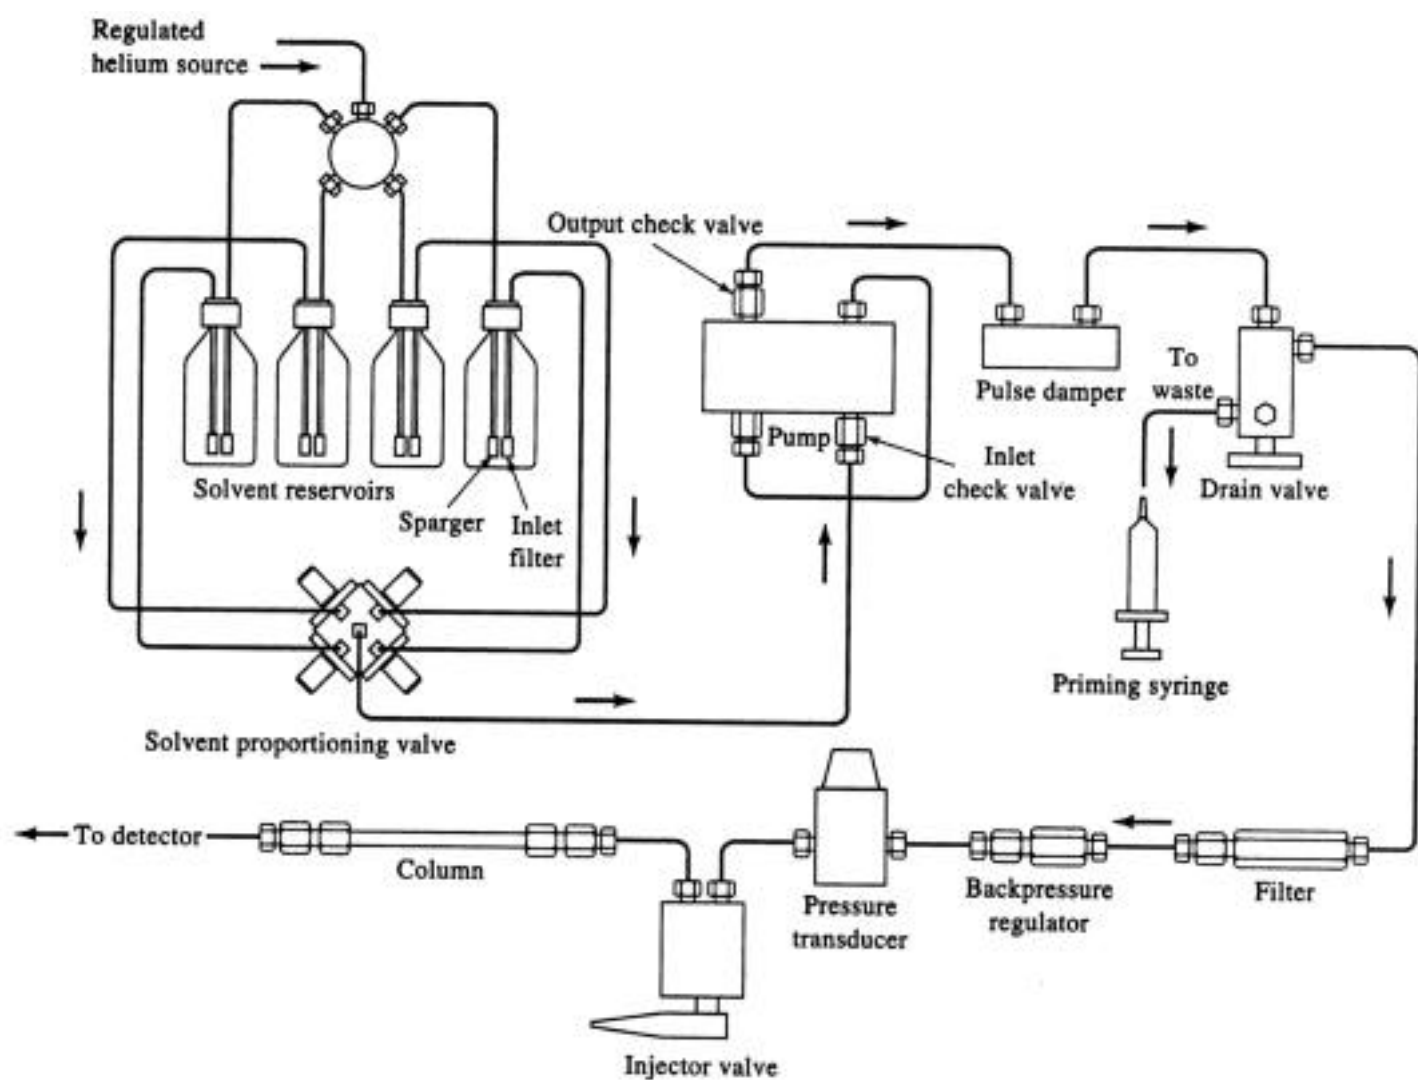 Regulated
helium source
Output check valve
To
waste
Pulse damper
Pump
Inlet
check valve
Drain valve
Solvent reservoirs
Sparger
Inlet
filter
Priming syringe
Solvent proportioning valve
To detector
Column
Pressure
transducer
Backpressure
regulator
Filter
Injector valve